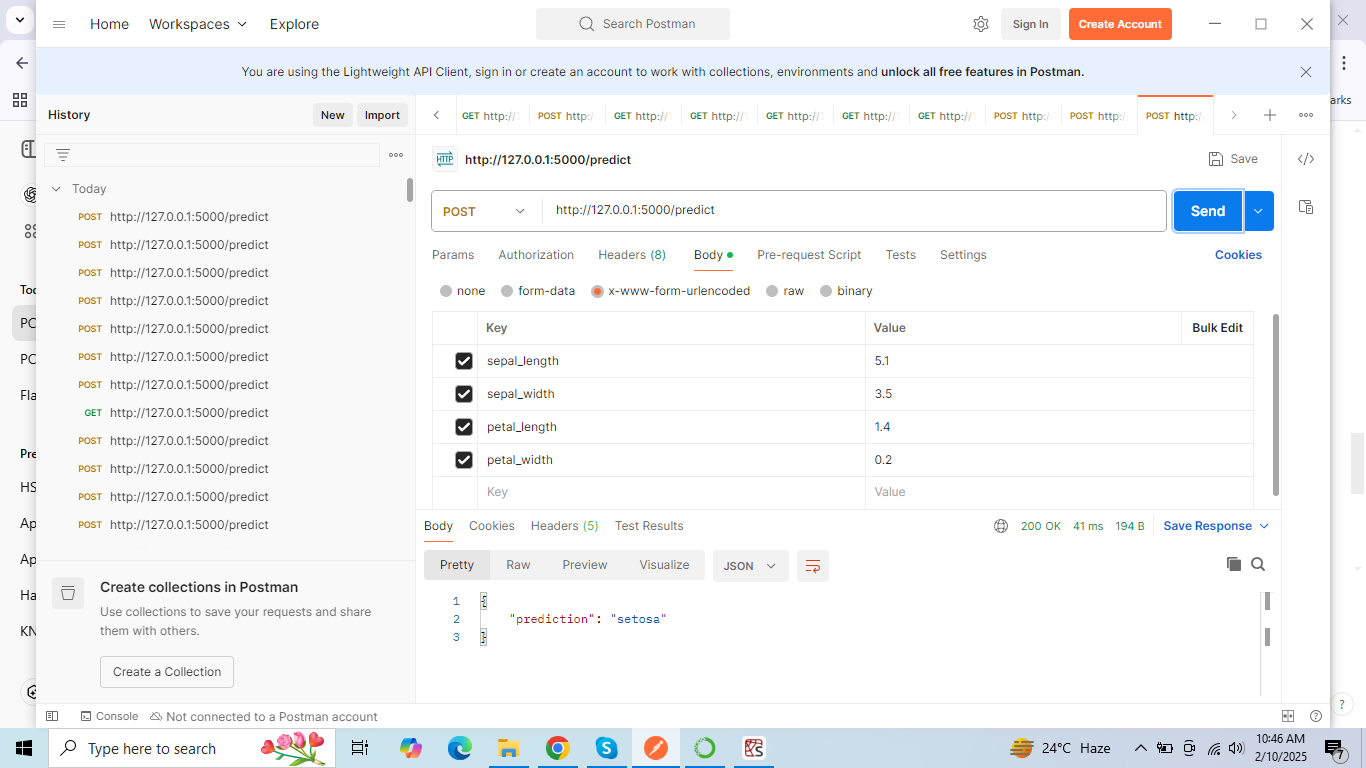 Home Workspaces Explore Search Postman Sign In Create Account
You are using the Lightweight API Client, sign in or create an account to work with collections, environments and unlock all free features in Postman.
arks
History New Import
GET http:// POST http:/ GET http:// GET http:// GET http:// GET http:// GET http:// POST http:/ POST http:/ POST http:/
HTTP http://127.0.0.1:5000/predict Save
Today
POST http://127.0.0.1:5000/predict
POST http://127.0.0.1:5000/predict
POST http://127.0.0.1:5000/predict
POST http://127.0.0.1:5000/predict
POST http://127.0.0.1:5000/predict
POST http://127.0.0.1:5000/predict
POST http://127.0.0.1:5000/predict
GET http://127.0.0.1:5000/predict
POST http://127.0.0.1:5000/predict
POST http://127.0.0.1:5000/predict
POST http://127.0.0.1:5000/predict
POST http://127.0.0.1:5000/predict
Too
PC
PC
Fla
Pre
HS
Ap
Ap
Ha
KN
POST http://127.0.0.1:5000/predict Send
Params Authorization Headers (8) Body Pre-request Script Tests Settings Cookies
none form-data x-www-form-urlencoded raw binary
Key Value Bulk Edit
sepal_length 5.1
sepal_width 3.5
petal_length 1.4
petal_width 0.2
Key Value
Body Cookies Headers (5) Test Results 200 OK 41 ms 194 B Save Response
Pretty Raw Preview Visualize JSON
1 {
2 "prediction": "setosa"
3 }
Create collections in Postman
Use collections to save your requests and share
them with others.
Create a Collection
Console Not connected to a Postman account
?
Type here to search
24°C Haze
10:46 AM
2/10/2025
7